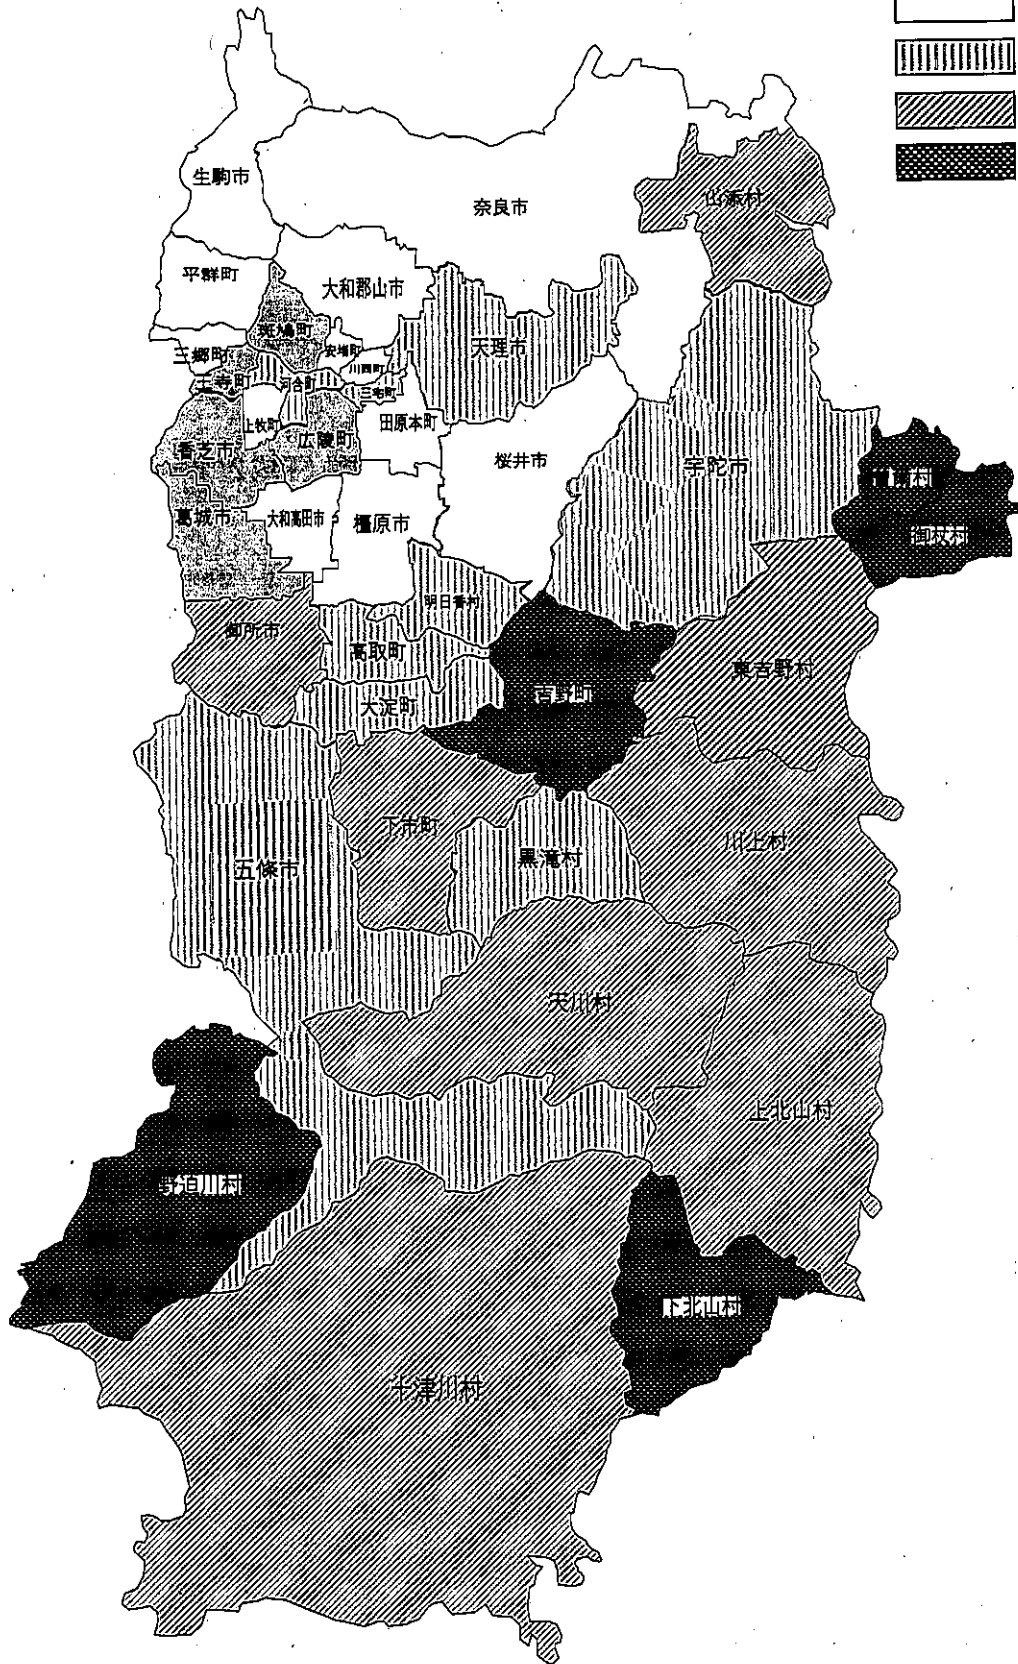 生駒市
奈良市
山添村
平群町
大和郡山市
斑鳩町
安堵町
天理市
三郷町
川西町
王寺町
河合町
三宅町
上牧町
広陵町
田原本町
香芝市
桜井市
宇陀市
曽爾村
葛城市
大和高田市
橿原市
御杖村
明日香村
御所市
高取町
東吉野村
吉野町
大淀町
下市町
川上村
黒滝村
五條市
天川村
上北山村
野迫川村
下北山村
十津川村